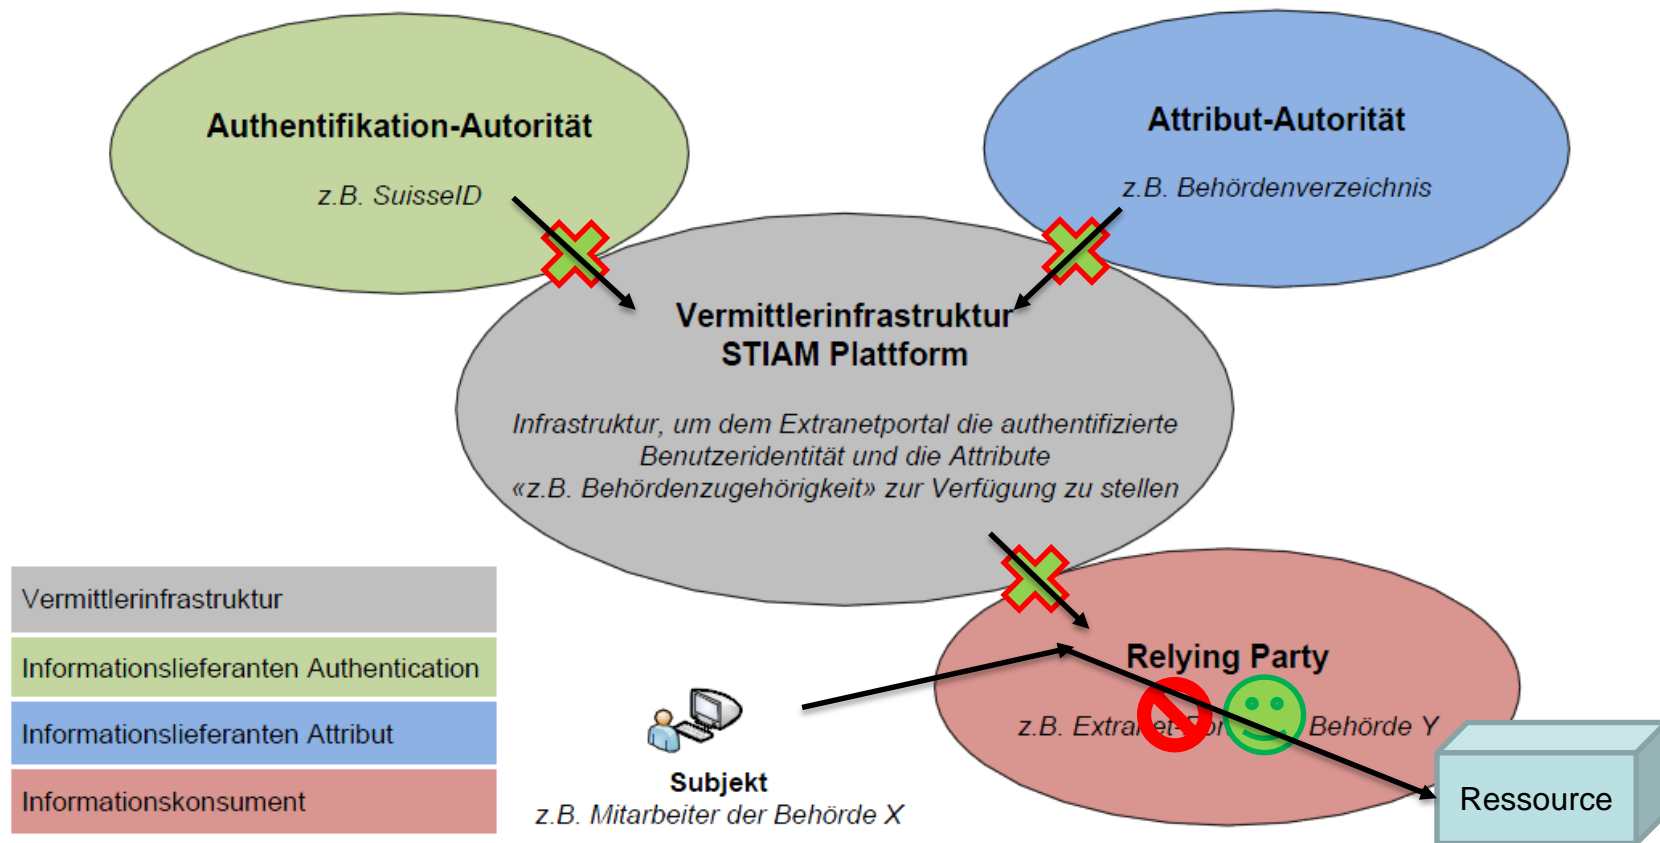 Authentifikation-Autorität
z.B. SuisseID
Attribut-Autorität
z.B. Behördenverzeichnis
Vermittlerinfrastruktur
STIAM Plattform
Infrastruktur, um dem Extranetportal die authentifizierte
Benutzeridentität und die Attribute
«z.B. Behördenzugehörigkeit» zur Verfügung zu stellen
Vermittlerinfrastruktur
Informationslieferanten Authentication
Informationslieferanten Attribut
Informationskonsument
Relying Party
z.B. Behörde Y
Subjekt
z.B. Mitarbeiter der Behörde X
Ressource